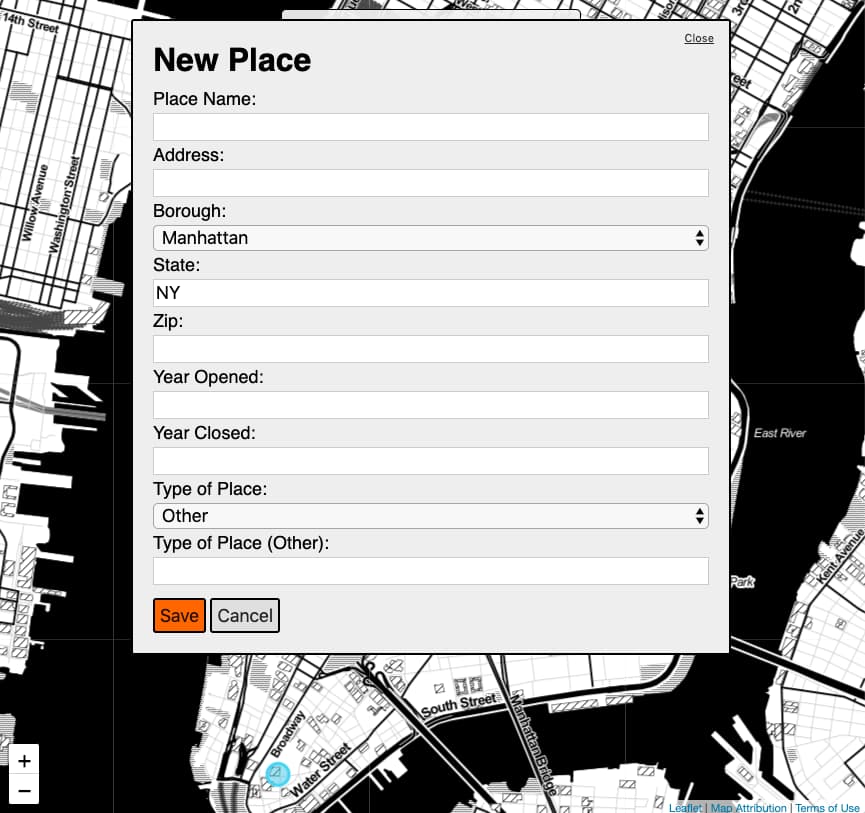 14th Street
Close
New Place
Place Name:
Address:
Borough:
Manhattan
State:
NY
Zip:
Year Opened:
Year Closed:
Type of Place:
Other
Type of Place (Other):
Save Cancel
Willow Avenue
Washington Street
East River
Park
Kent Avenue
South Street
Manhattan Bridge
Broadway
Water Street
+
−
Leaflet | Map Attribution | Terms of Use